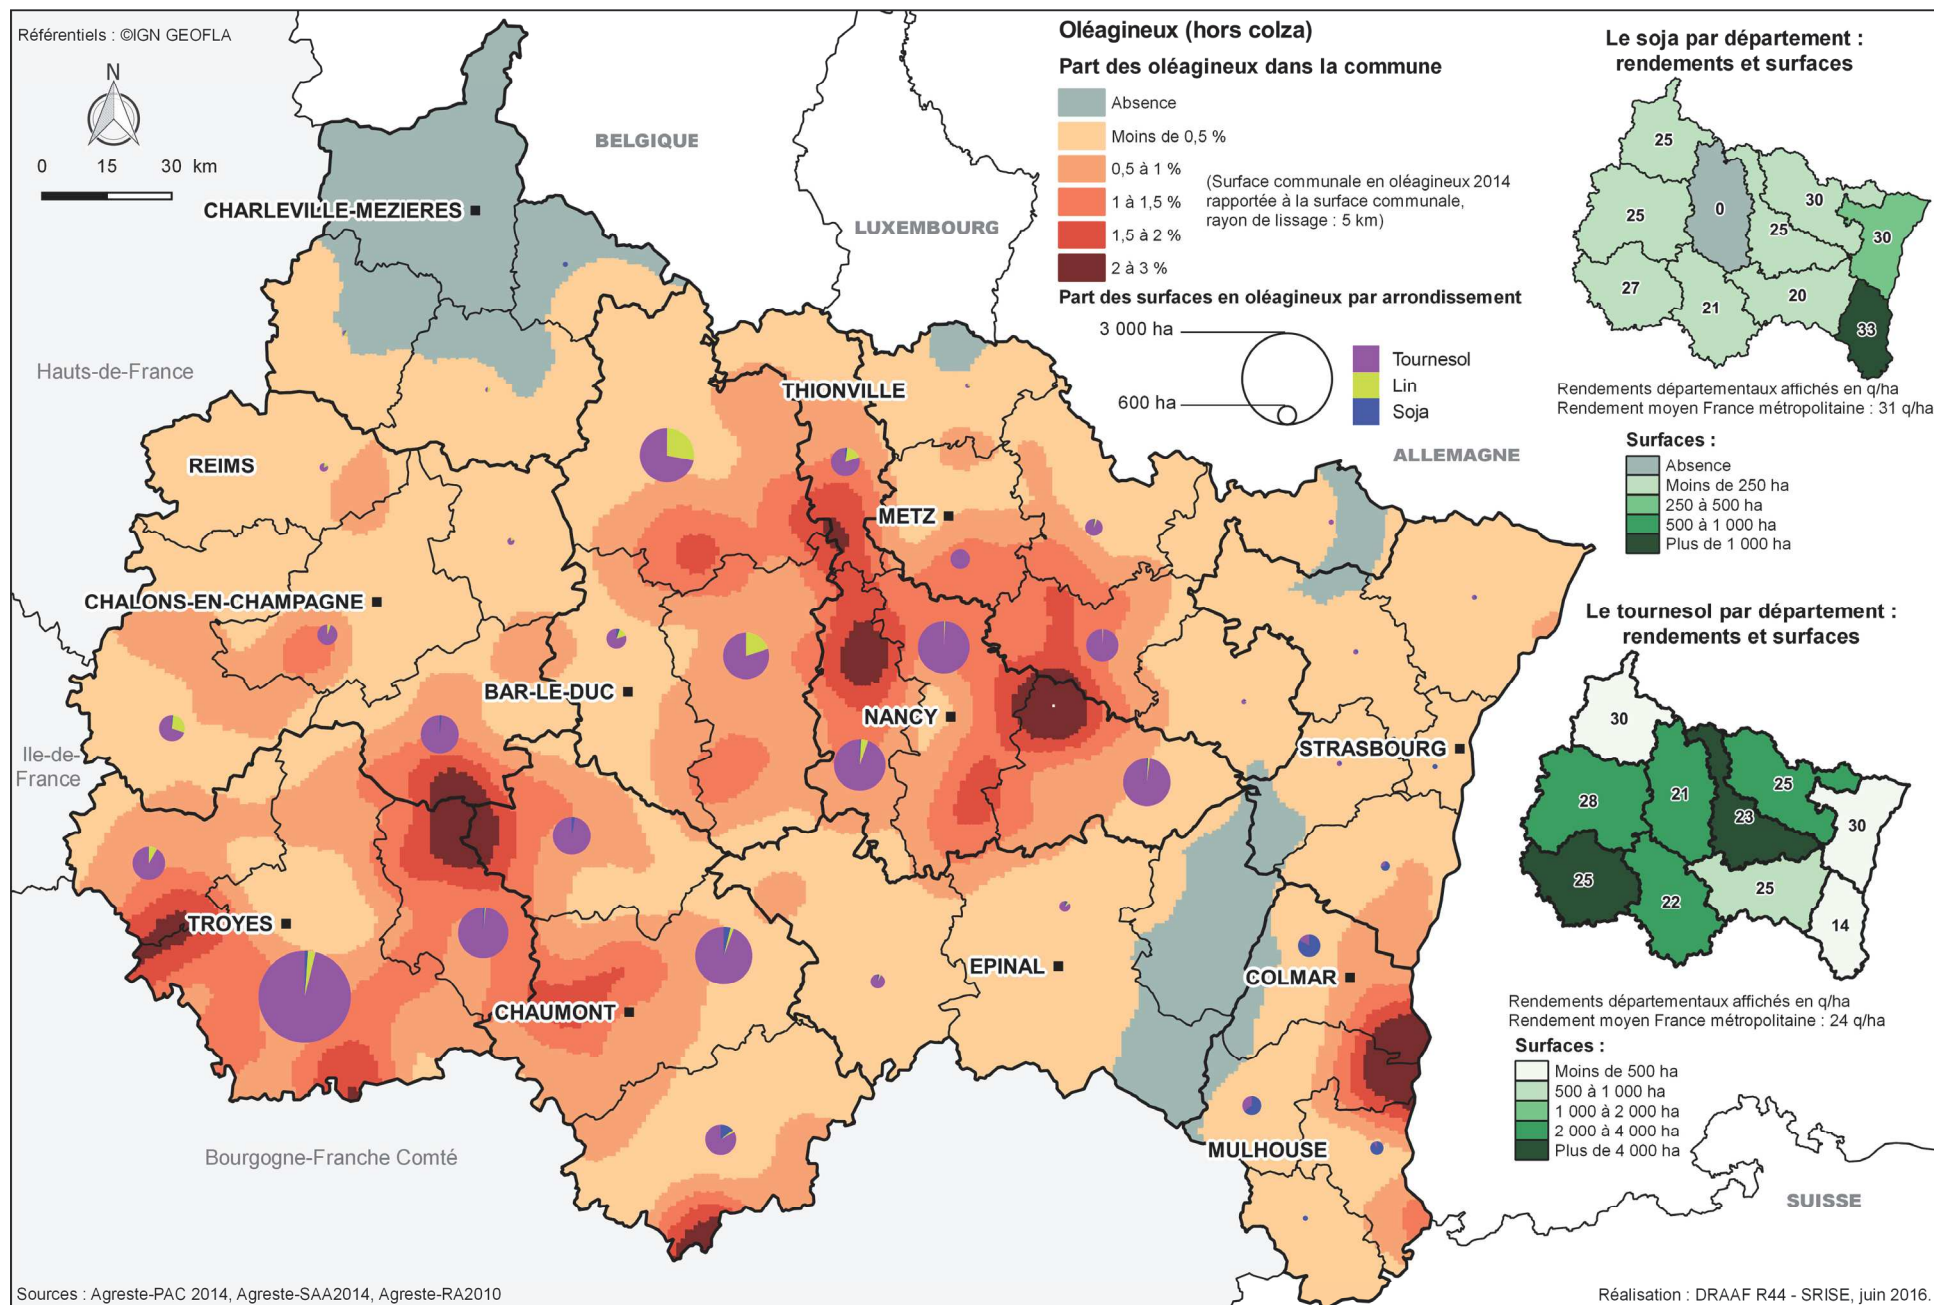 Référentiels : ©IGN GEOFLA
N
0 15 30 km
BELGIQUE
LUXEMBOURG
ALLEMAGNE
SUISSE
Hauts-de-France
Ile-de-
France
Bourgogne-Franche Comté
CHARLEVILLE-MEZIERES
THIONVILLE
REIMS
METZ
CHALONS-EN-CHAMPAGNE
BAR-LE-DUC
NANCY
STRASBOURG
TROYES
EPINAL
COLMAR
CHAUMONT
MULHOUSE
Oléagineux (hors colza)
Part des oléagineux dans la commune
Absence
Moins de 0,5 %
0,5 à 1 %
1 à 1,5 %
1,5 à 2 %
2 à 3 %
(Surface communale en oléagineux 2014
rapportée à la surface communale,
rayon de lissage : 5 km)
Part des surfaces en oléagineux par arrondissement
3 000 ha
600 ha
Tournesol
Lin
Soja
Le soja par département :
rendements et surfaces
25
30
25
0
25
30
27
21
20
33
Rendements départementaux affichés en q/ha
Rendement moyen France métropolitaine : 31 q/ha
Surfaces :
Absence
Moins de 250 ha
250 à 500 ha
500 à 1 000 ha
Plus de 1 000 ha
Le tournesol par département :
rendements et surfaces
30
25
28
21
23
30
25
22
25
14
Rendements départementaux affichés en q/ha
Rendement moyen France métropolitaine : 24 q/ha
Surfaces :
Moins de 500 ha
500 à 1 000 ha
1 000 à 2 000 ha
2 000 à 4 000 ha
Plus de 4 000 ha
Sources : Agreste-PAC 2014, Agreste-SAA2014, Agreste-RA2010
Réalisation : DRAAF R44 - SRISE, juin 2016.